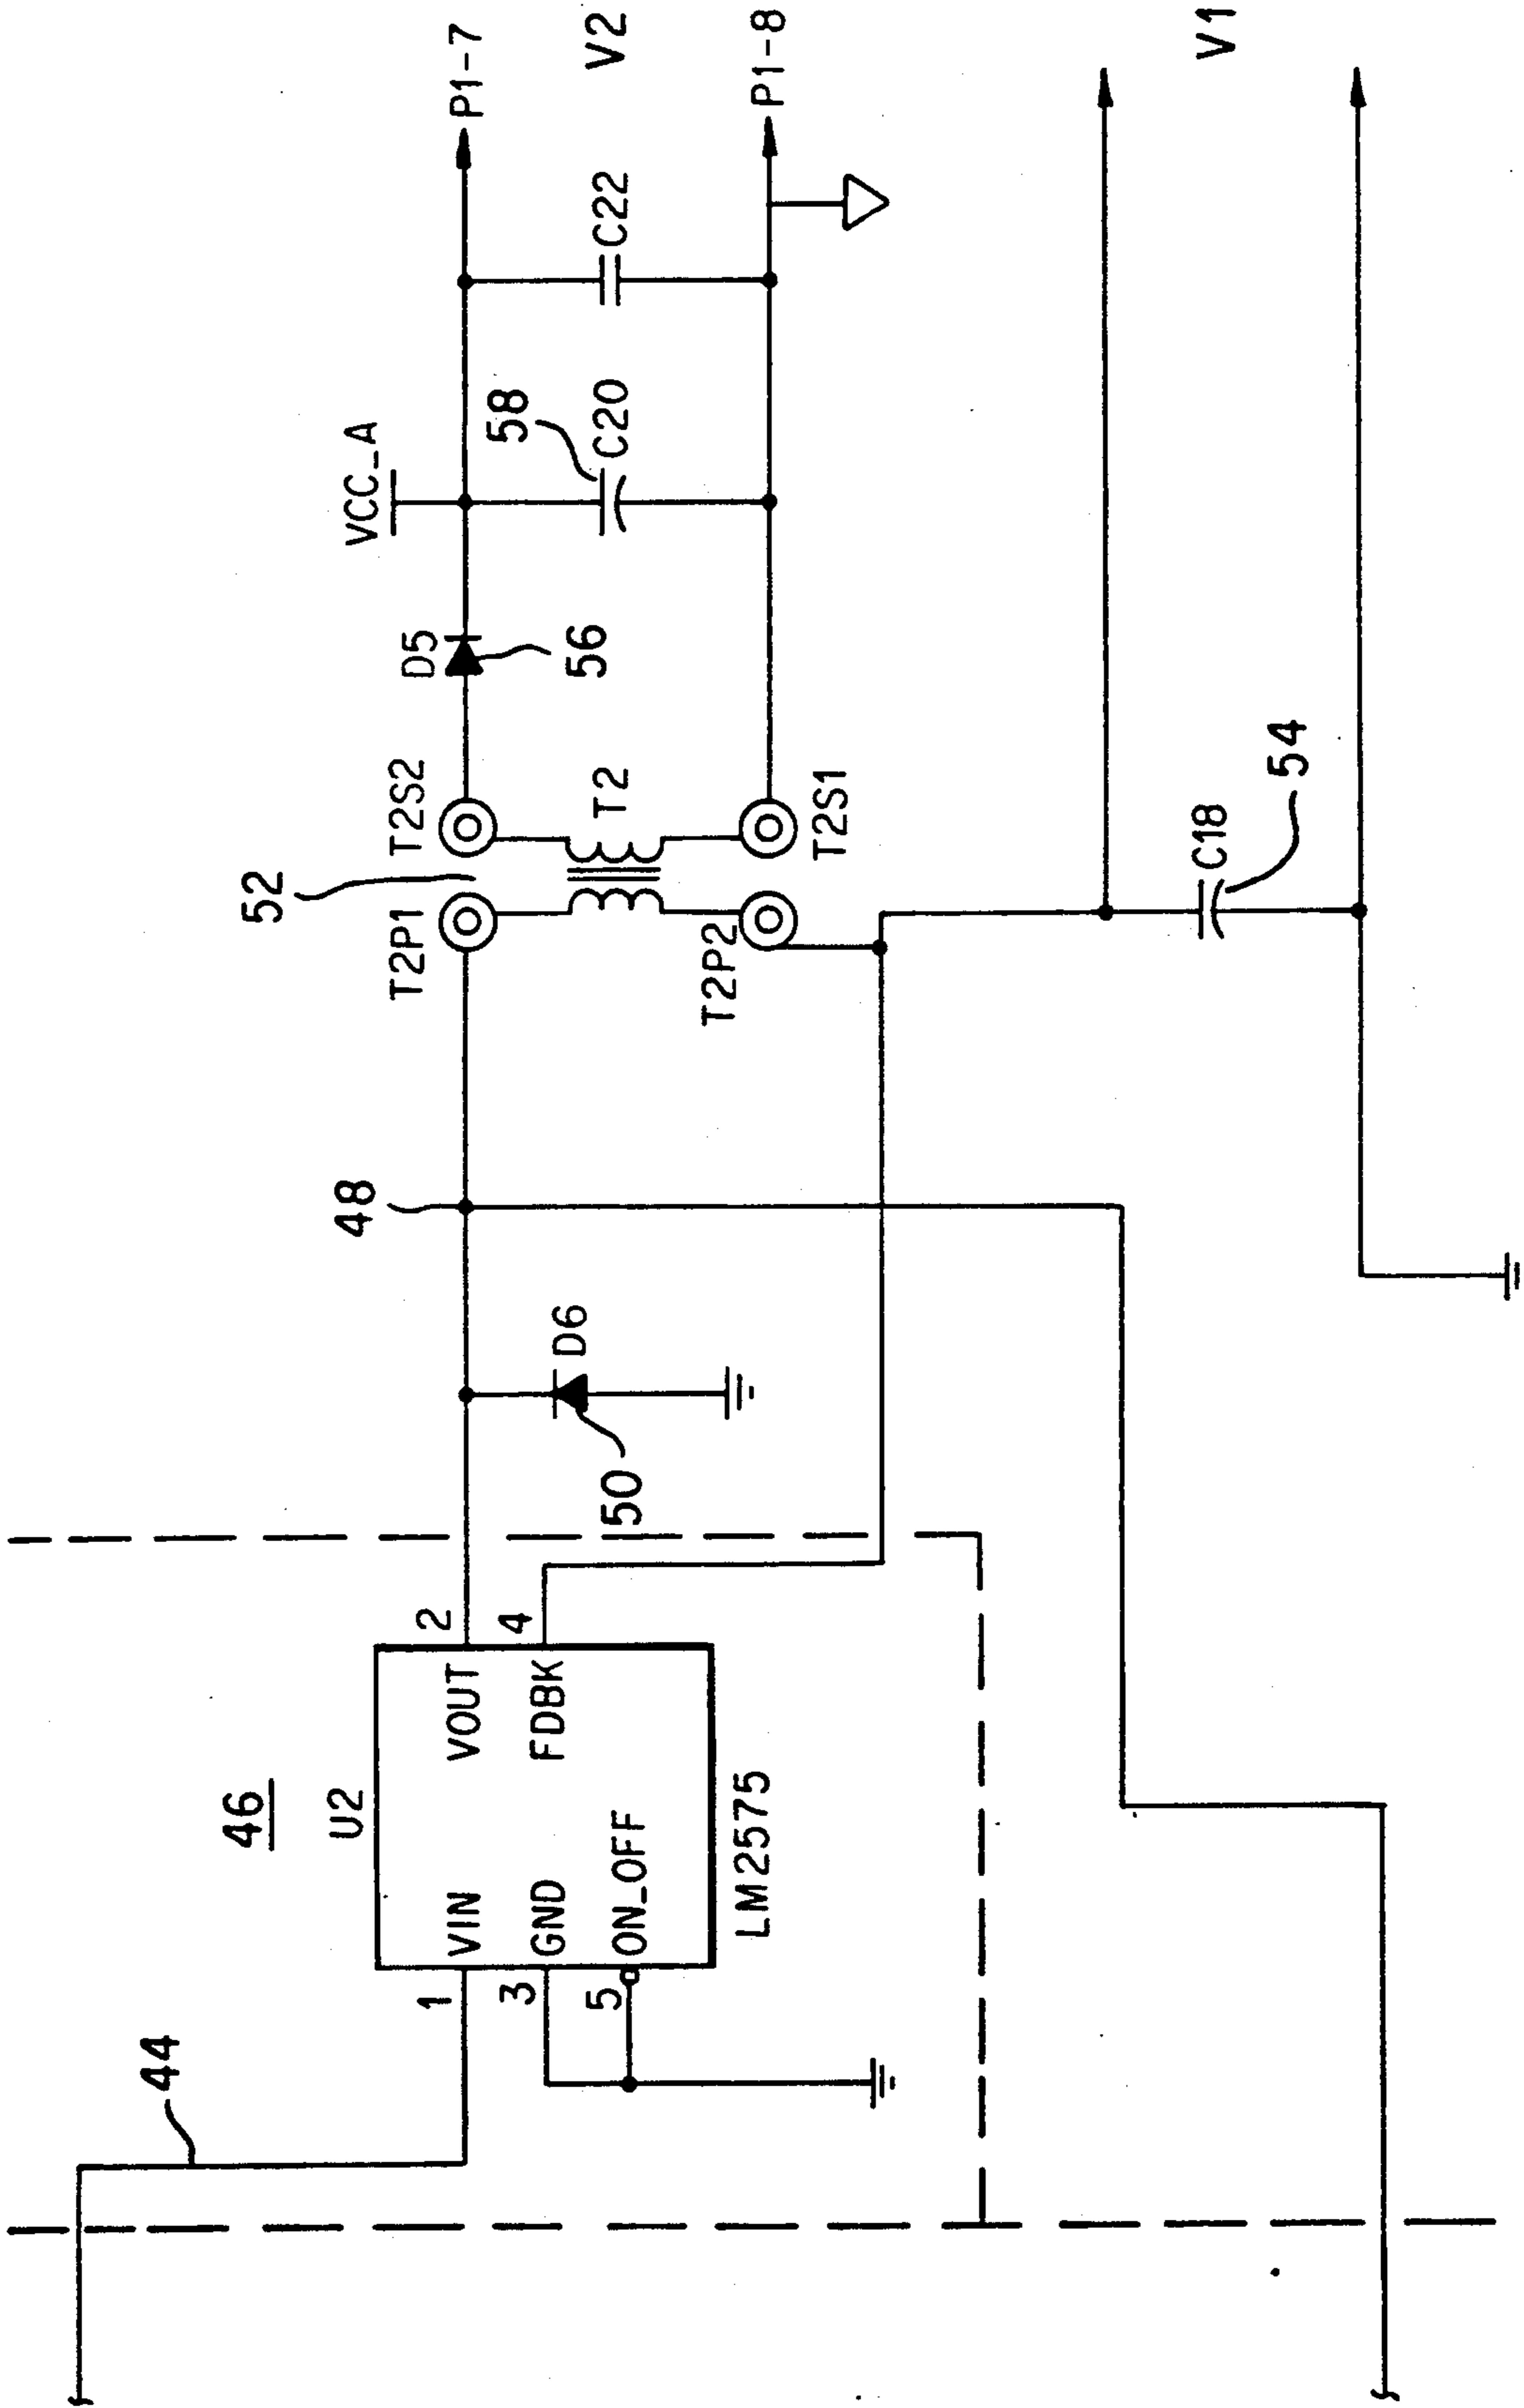 44
46
U2
1
VIN
VOUT
2
3
GND
FDBK
4
5
ON_OFF
LM2575
50
D6
48
52
T2P1
T2S2
T2
T2P2
T2S1
D5
56
VCC_A
58
C20
C22
P1-7
V2
P1-8
C18
54
V1